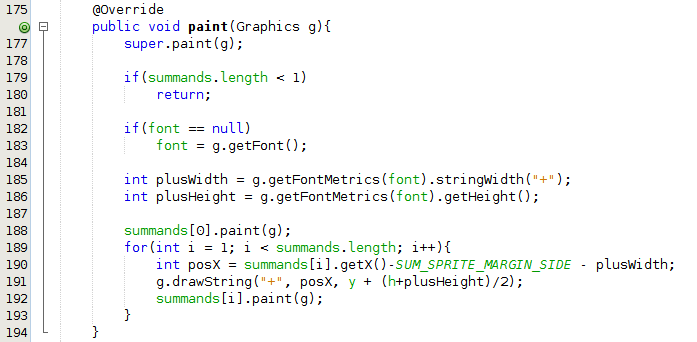 175         @Override
            public void paint(Graphics g){
177             super.paint(g);
178
179             if(summands.length < 1)
180                 return;
181
182             if(font == null)
183                 font = g.getFont();
184
185             int plusWidth = g.getFontMetrics(font).stringWidth("+");
186             int plusHeight = g.getFontMetrics(font).getHeight();
187
188             summands[0].paint(g);
189             for(int i = 1; i < summands.length; i++){
190                 int posX = summands[i].getX()-SUM_SPRITE_MARGIN_SIDE - plusWidth;
191                 g.drawString("+", posX, y + (h+plusHeight)/2);
192                 summands[i].paint(g);
193             }
194         }